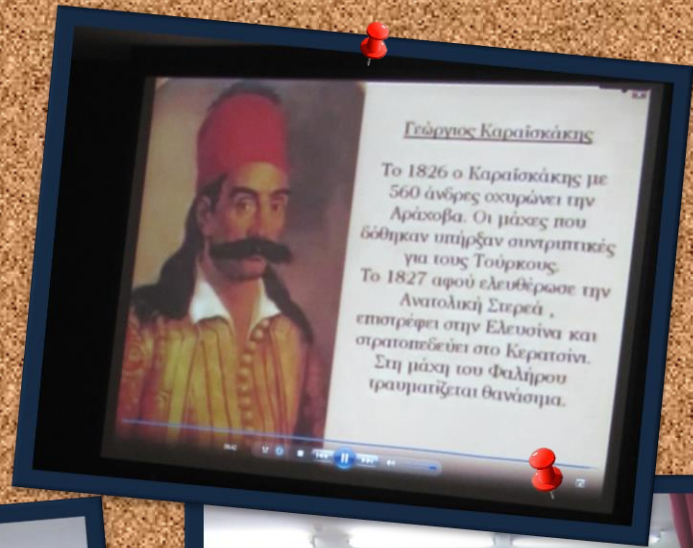 Γεώργιος Καραϊσκάκης
Το 1826 ο Καραϊσκάκης με
560 άνδρες οχυρώνει την
Αράχοβα. Οι μάχες που
δόθηκαν υπήρξαν συντριπτικές
για τους Τούρκους.
Το 1827 αφού ελευθέρωσε την
Ανατολική Στερεά ,
επιστρέφει στην Ελευσίνα και
στρατοπεδεύει στο Κερατσίνι.
Στη μάχη του Φαλήρου
τραυματίζεται θανάσιμα.